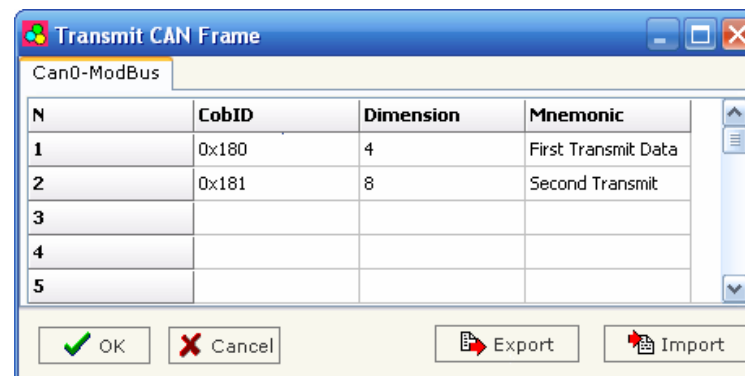 Transmit CAN Frame
Can0-ModBus
N CobID Dimension Mnemonic
1 0x180 4 First Transmit Data
2 0x181 8 Second Transmit
3
4
5
OK Cancel Export Import